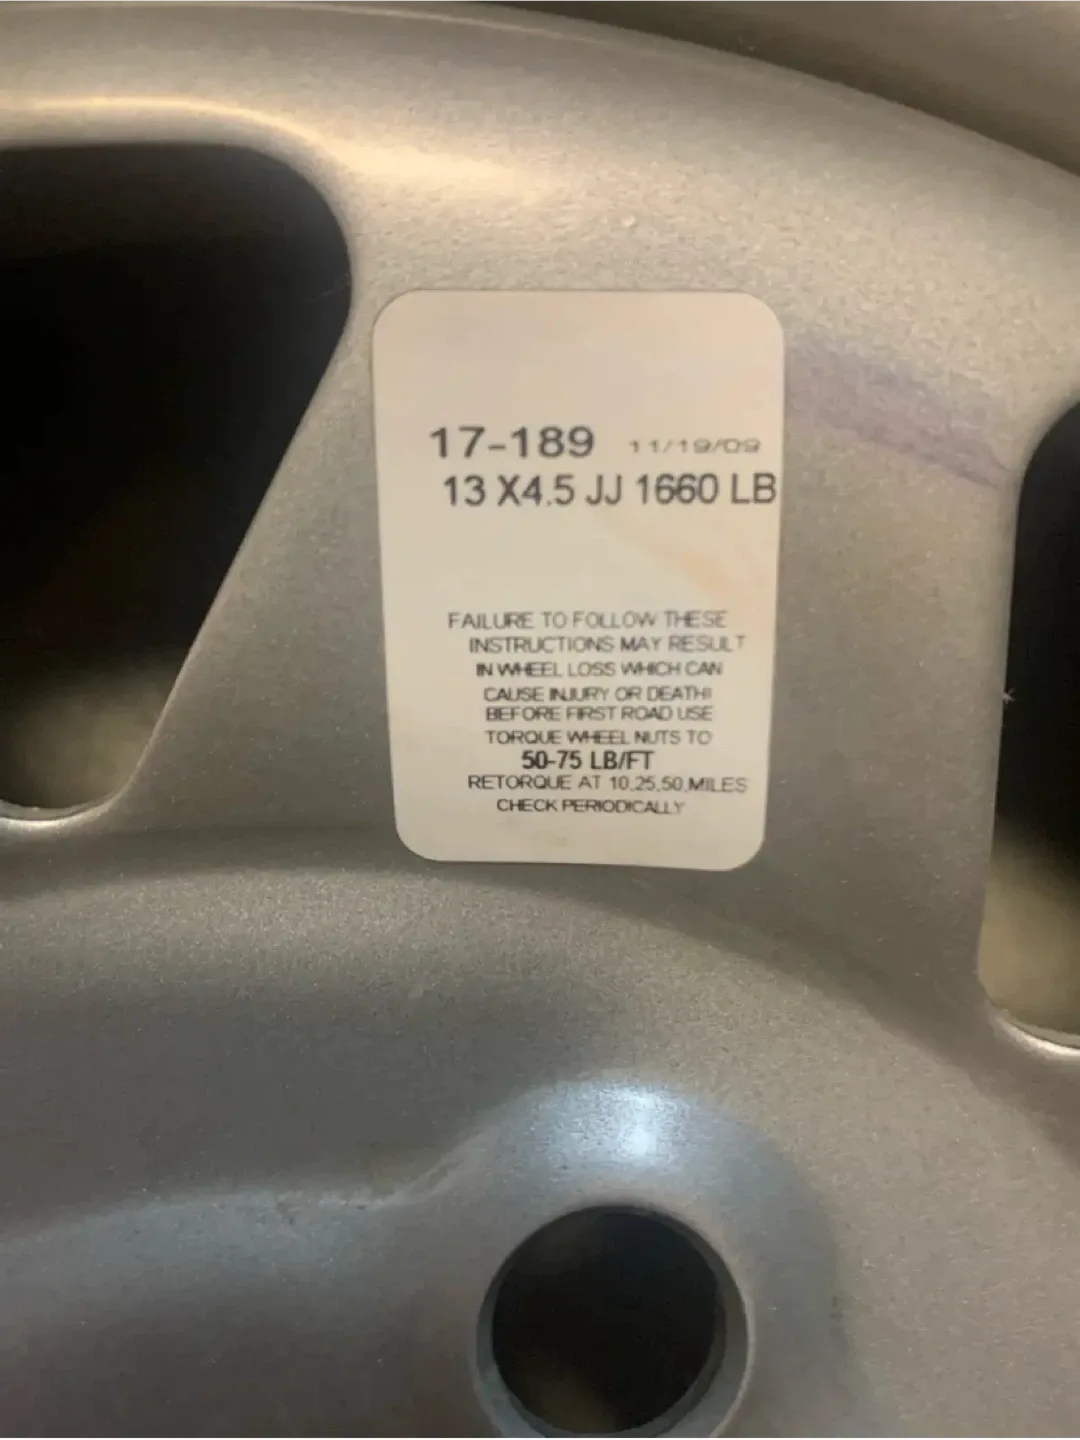 17-189 11/19/09
13 X4.5 JJ 1660 LB
FAILURE TO FOLLOW THESE
INSTRUCTIONS MAY RESULT
IN WHEEL LOSS WHICH CAN
CAUSE INJURY OR DEATH!
BEFORE FIRST ROAD USE
TORQUE WHEEL NUTS TO
50-75 LB/FT
RETORQUE AT 10,25,50,MILES
CHECK PERIODICALLY